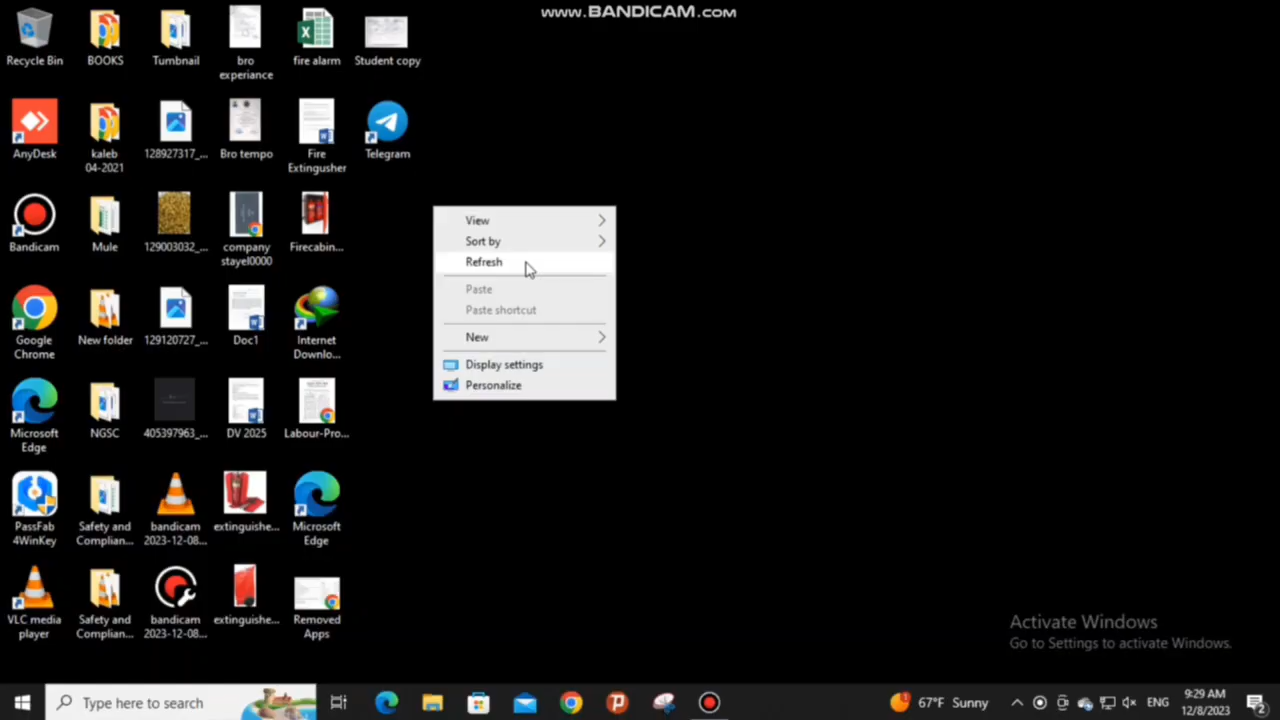 www.BANDICAM.com
Recycle Bin
BOOKS
Tumbnail
bro
experiance
fire alarm
Student copy
AnyDesk
kaleb
04-2021
128927317_...
Bro tempo
Fire
Extingusher
Telegram
Bandicam
Mule
129003032_...
company
stayel0000
Firecabin...
Google
Chrome
New folder
129120727_...
Doc1
Internet
Downlo...
Microsoft
Edge
NGSC
405397963_...
DV 2025
Labour-Pro...
PassFab
4WinKey
Safety and
Complian...
bandicam
2023-12-08...
extinguishe...
Microsoft
Edge
VLC media
player
Safety and
Complian...
bandicam
2023-12-08...
extinguishe...
Removed
Apps
View
Sort by
Refresh
Paste
Paste shortcut
New
Display settings
Personalize
Activate Windows
Go to Settings to activate Windows.
Type here to search
67°F Sunny
ENG
9:29 AM
12/8/2023
2